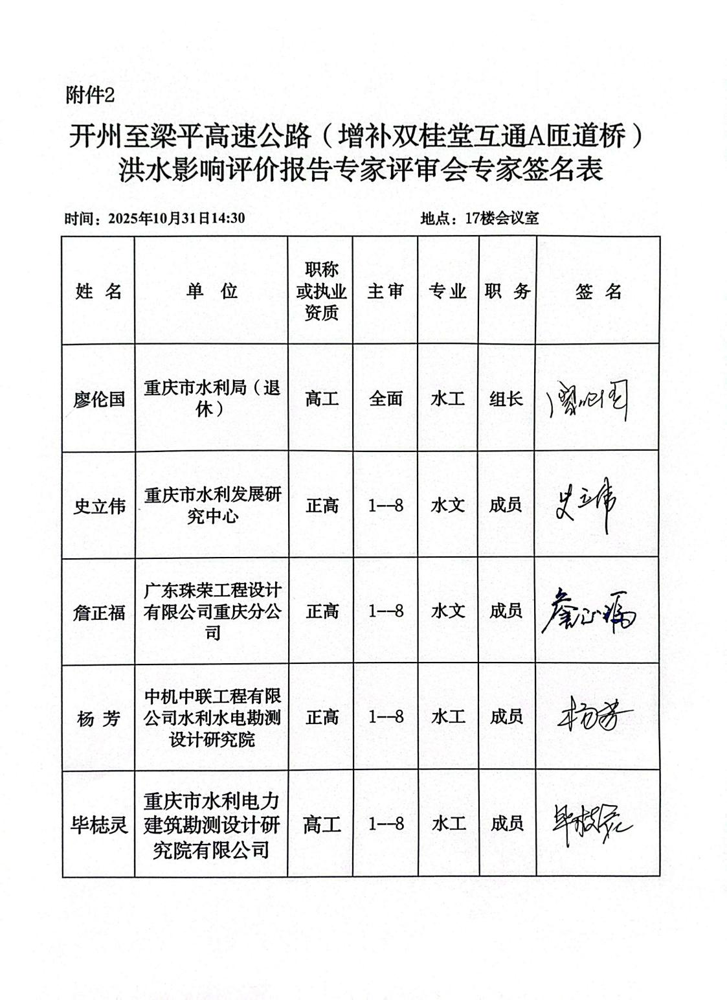 附件2
开州至梁平高速公路（增补双桂堂互通A匝道桥）
洪水影响评价报告专家评审会专家签名表
时间：2025年10月31日14:30 地点：17楼会议室
姓 名 单 位 职称或执业资质 主审 专业 职 务 签 名
廖伦国 重庆市水利局（退休） 高工 全面 水工 组长 廖伦国
史立伟 重庆市水利发展研究中心 正高 1--8 水文 成员 史立伟
詹正福 广东珠荣工程设计有限公司重庆分公司 正高 1--8 水文 成员 詹正福
杨 芳 中机中联工程有限公司水利水电勘测设计研究院 正高 1--8 水工 成员 杨芳
毕梽灵 重庆市水利电力建筑勘测设计研究院有限公司 高工 1--8 水工 成员 毕梽灵